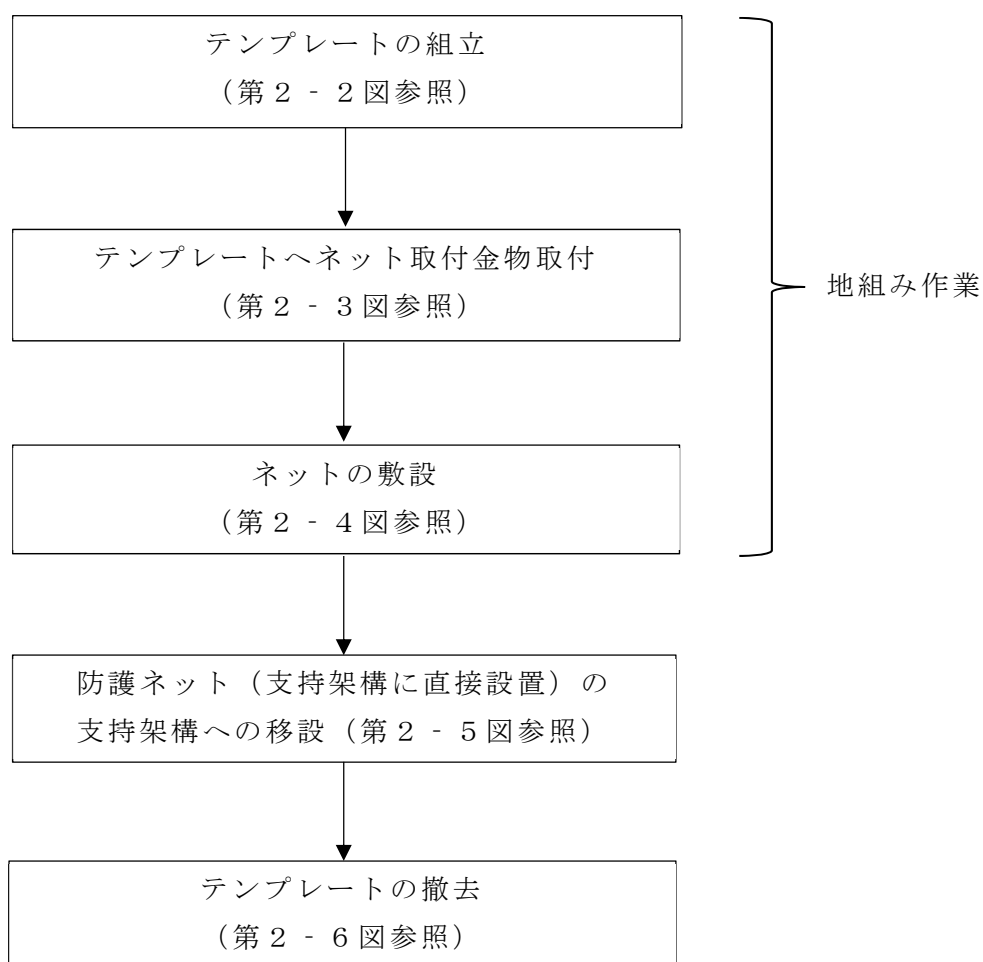 テンプレートの組立
（第２‐２図参照）
テンプレートへネット取付金物取付
（第２‐３図参照）
ネットの敷設
（第２‐４図参照）
地組み作業
防護ネット（支持架構に直接設置）の
支持架構への移設（第２‐５図参照）
テンプレートの撤去
（第２‐６図参照）